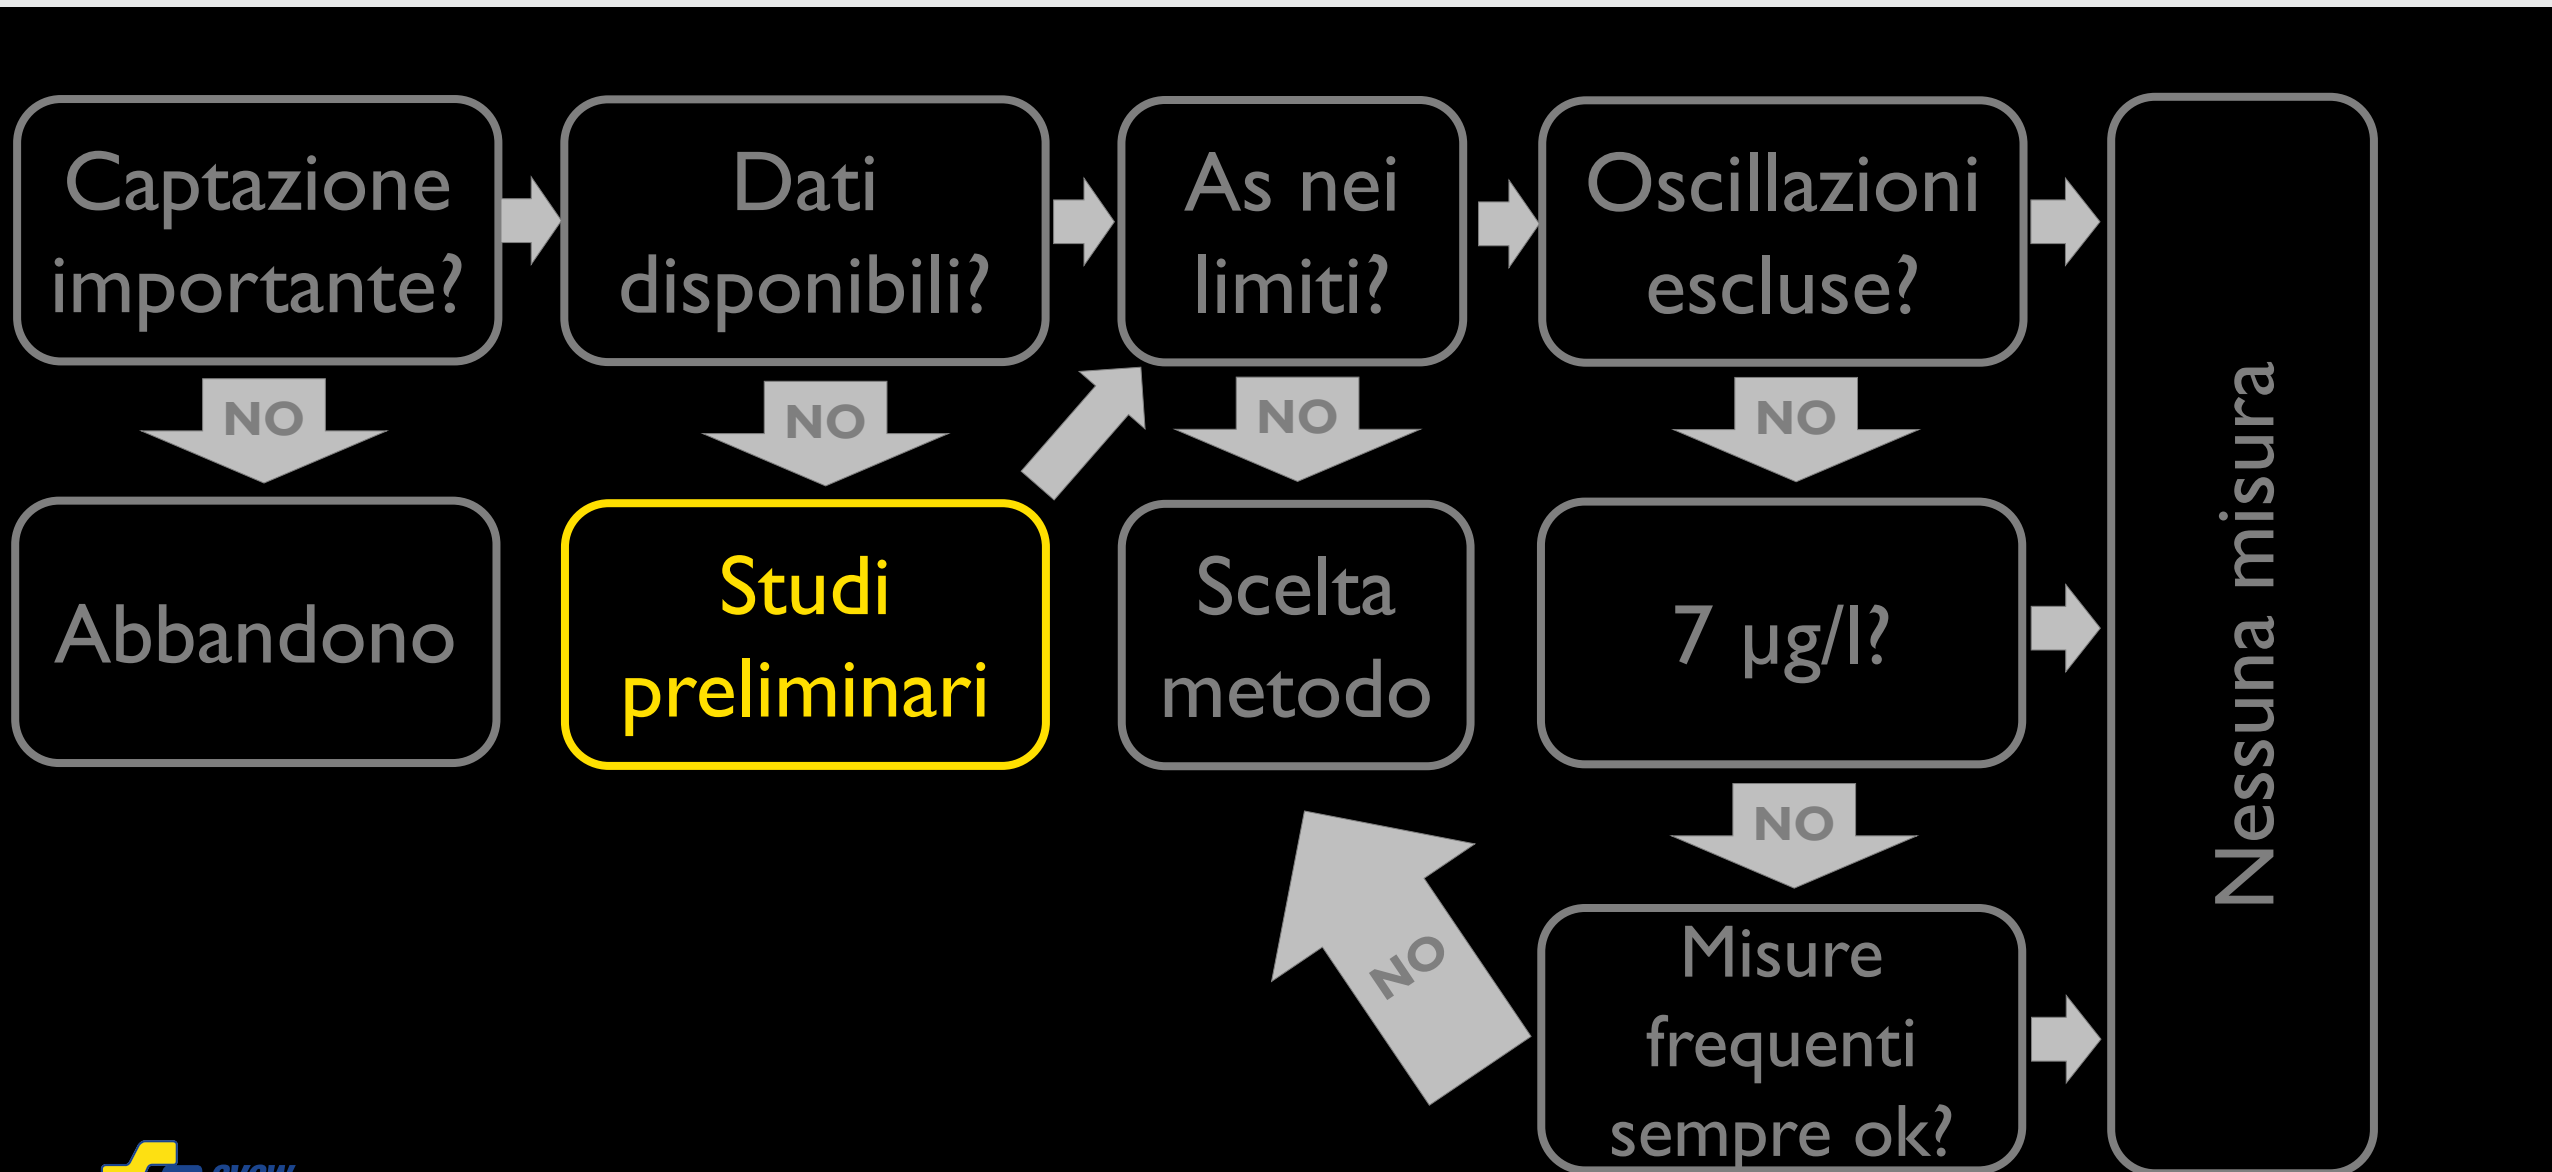 Captazione
importante?
Dati
disponibili?
As nei
limiti?
Oscillazioni
escluse?
NO
NO
NO
NO
Abbandono
Studi
preliminari
Scelta
metodo
7 µg/l?
Nessuna misura
NO
NO
Misure
frequenti
sempre ok?